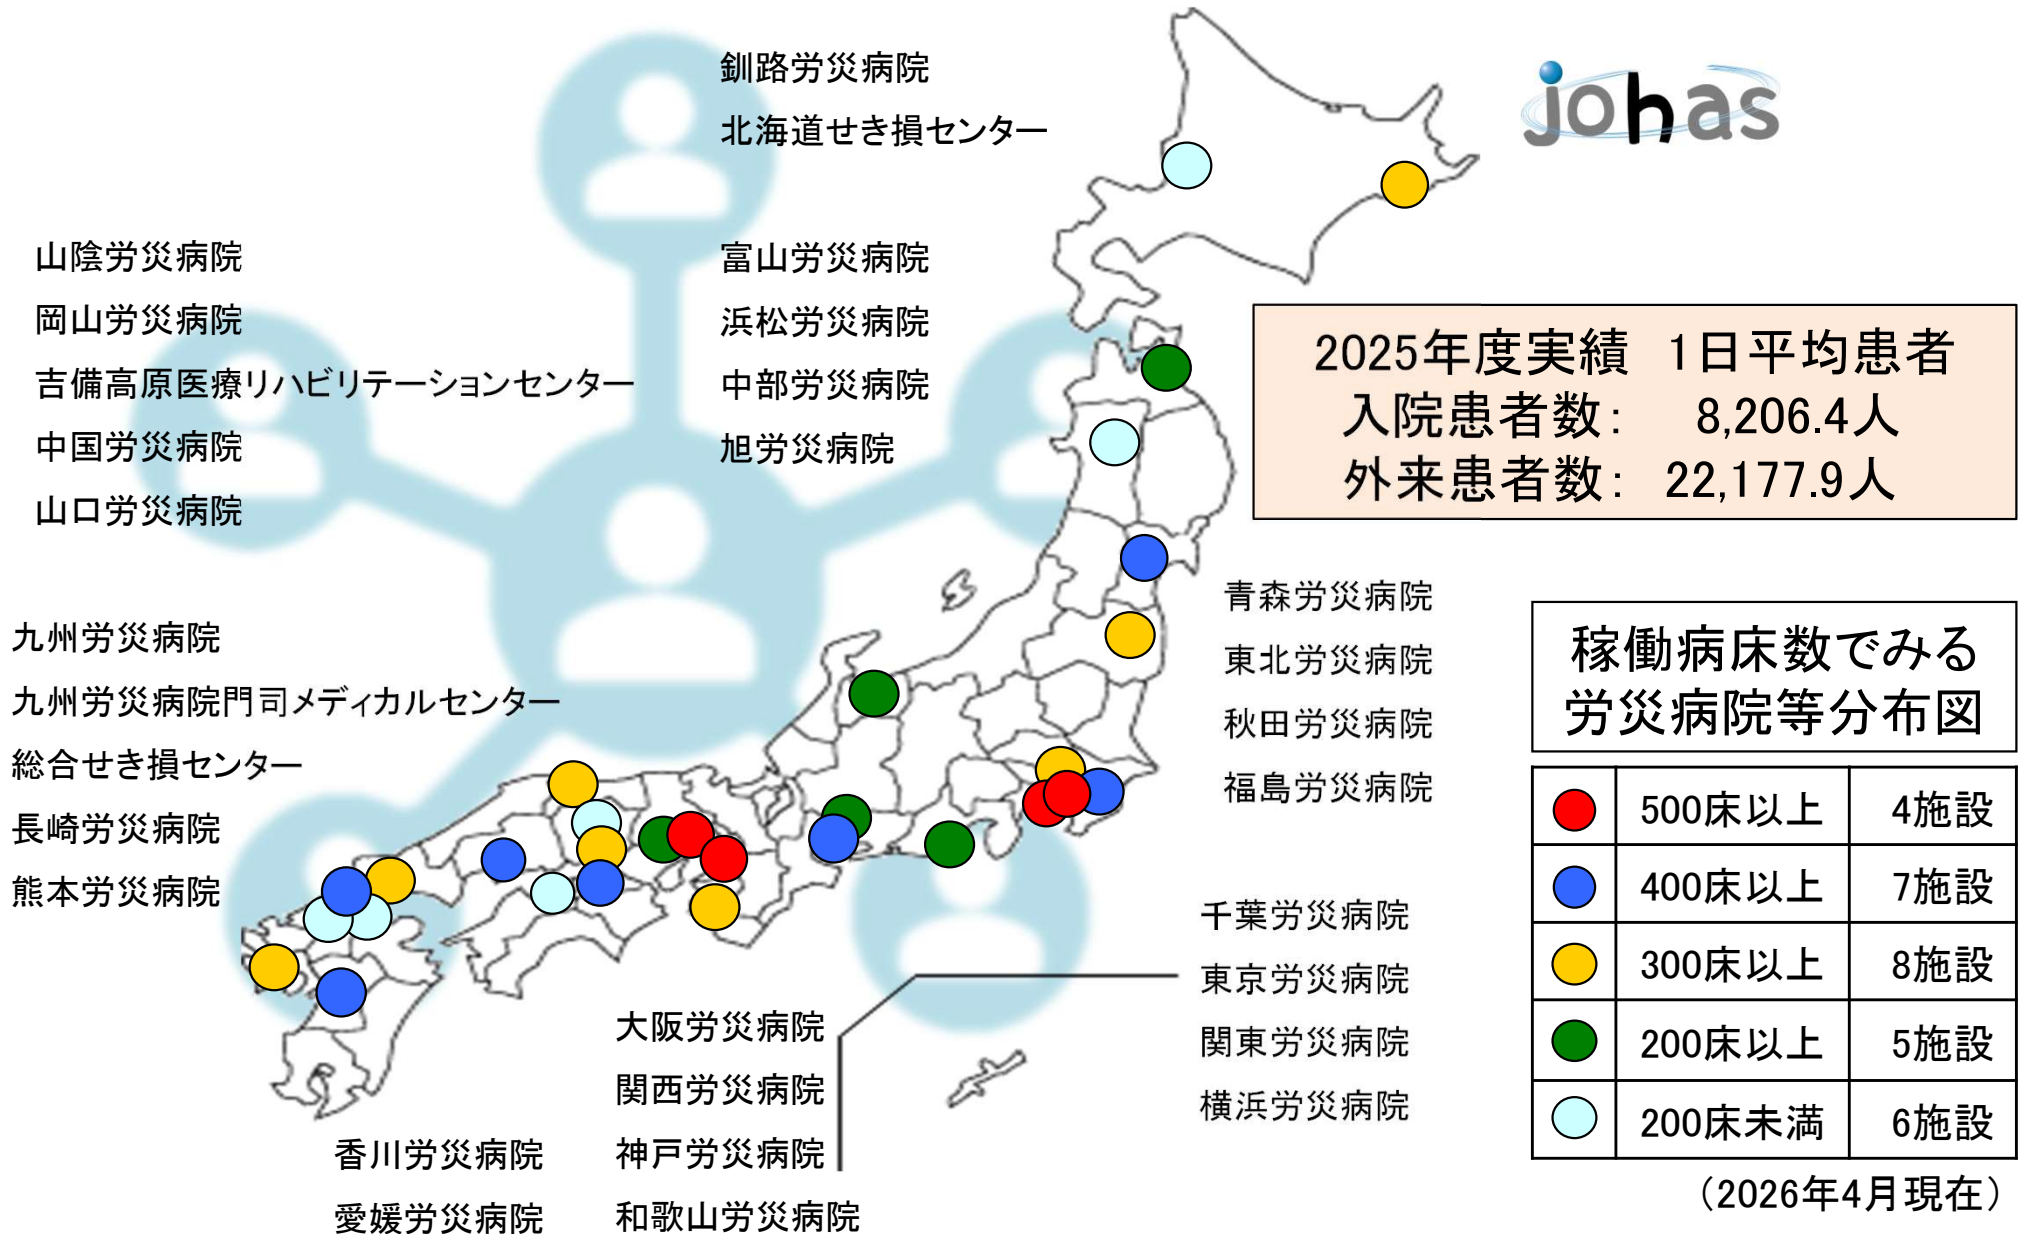 釧路労災病院
北海道せき損センター
johas
山陰労災病院
岡山労災病院
吉備高原医療リハビリテーションセンター
中国労災病院
山口労災病院
富山労災病院
浜松労災病院
中部労災病院
旭労災病院
2025年度実績　1日平均患者
入院患者数：　8,206.4人
外来患者数：　22,177.9人
九州労災病院
九州労災病院門司メディカルセンター
総合せき損センター
長崎労災病院
熊本労災病院
青森労災病院
東北労災病院
秋田労災病院
福島労災病院
稼働病床数でみる
労災病院等分布図
500床以上　4施設
400床以上　7施設
300床以上　8施設
200床以上　5施設
200床未満　6施設
（2026年4月現在）
千葉労災病院
東京労災病院
関東労災病院
横浜労災病院
大阪労災病院
関西労災病院
神戸労災病院
和歌山労災病院
香川労災病院
愛媛労災病院